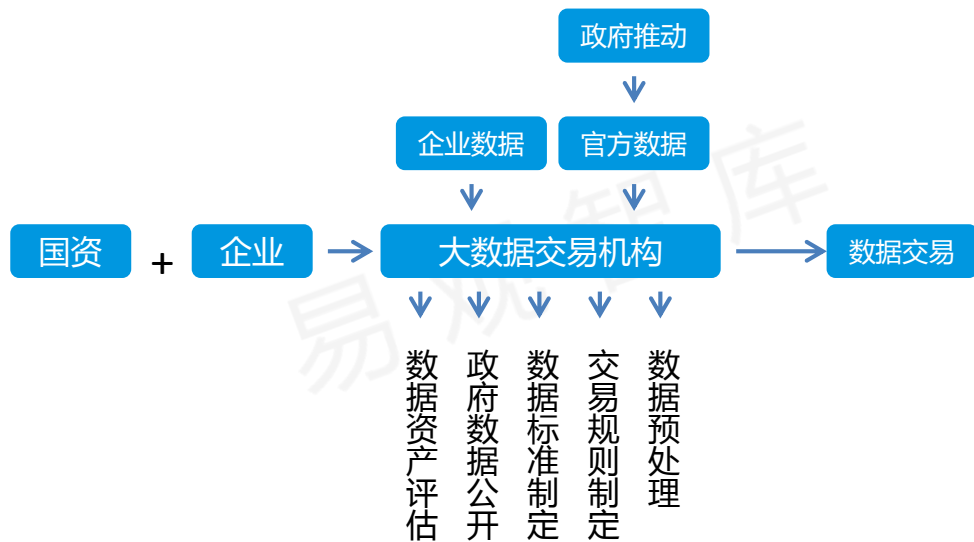 政府推动
企业数据
官方数据
国资
+
企业
大数据交易机构
数据交易
数据资产评估
政府数据公开
数据标准制定
交易规则制定
数据预处理
易观智库